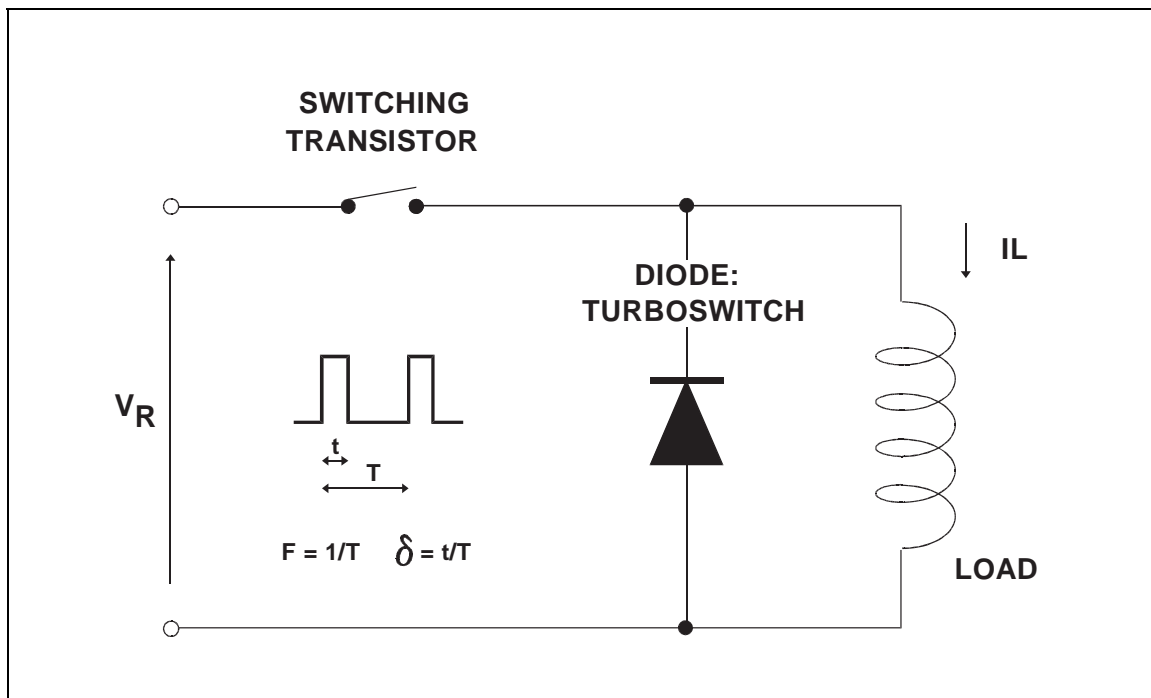 SWITCHING
TRANSISTOR
IL
DIODE:
TURBOSWITCH
VR
t
T
F = 1/T δ = t/T
LOAD